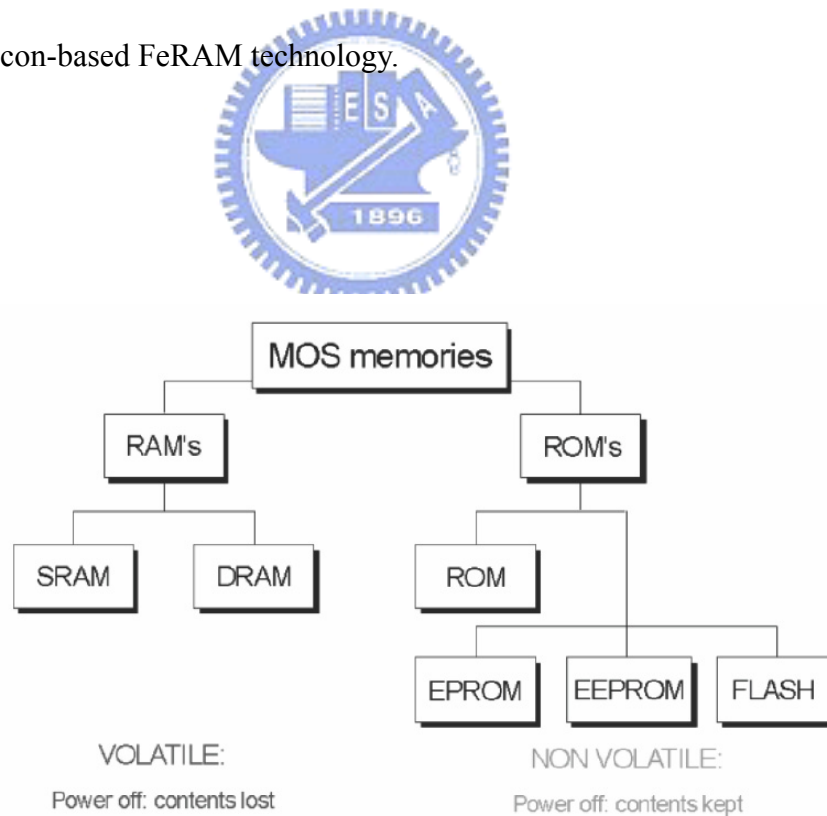 con-based FeRAM technology.
E S A
1896
MOS memories
RAM's ROM's
SRAM DRAM ROM
EPROM EEPROM FLASH
VOLATILE: NON VOLATILE:
Power off: contents lost Power off: contents kept